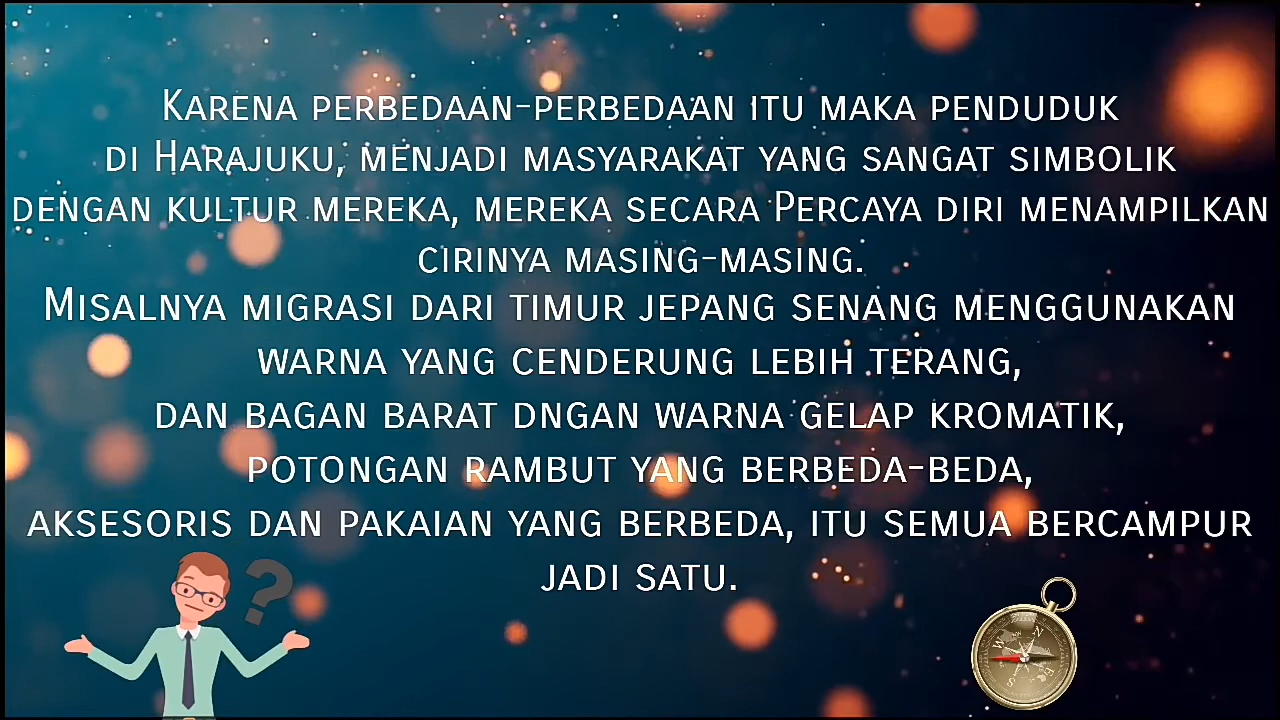 Karena perbedaan-perbedaan itu maka penduduk
di Harajuku, menjadi masyarakat yang sangat simbolik
dengan kultur mereka, mereka secara Percaya diri menampilkan
cirinya masing-masing.
Misalnya migrasi dari timur jepang senang menggunakan
warna yang cenderung lebih terang,
dan bagan barat dngan warna gelap kromatik,
potongan rambut yang berbeda-beda,
aksesoris dan pakaian yang berbeda, itu semua bercampur
jadi satu.
?
N
W
E
S